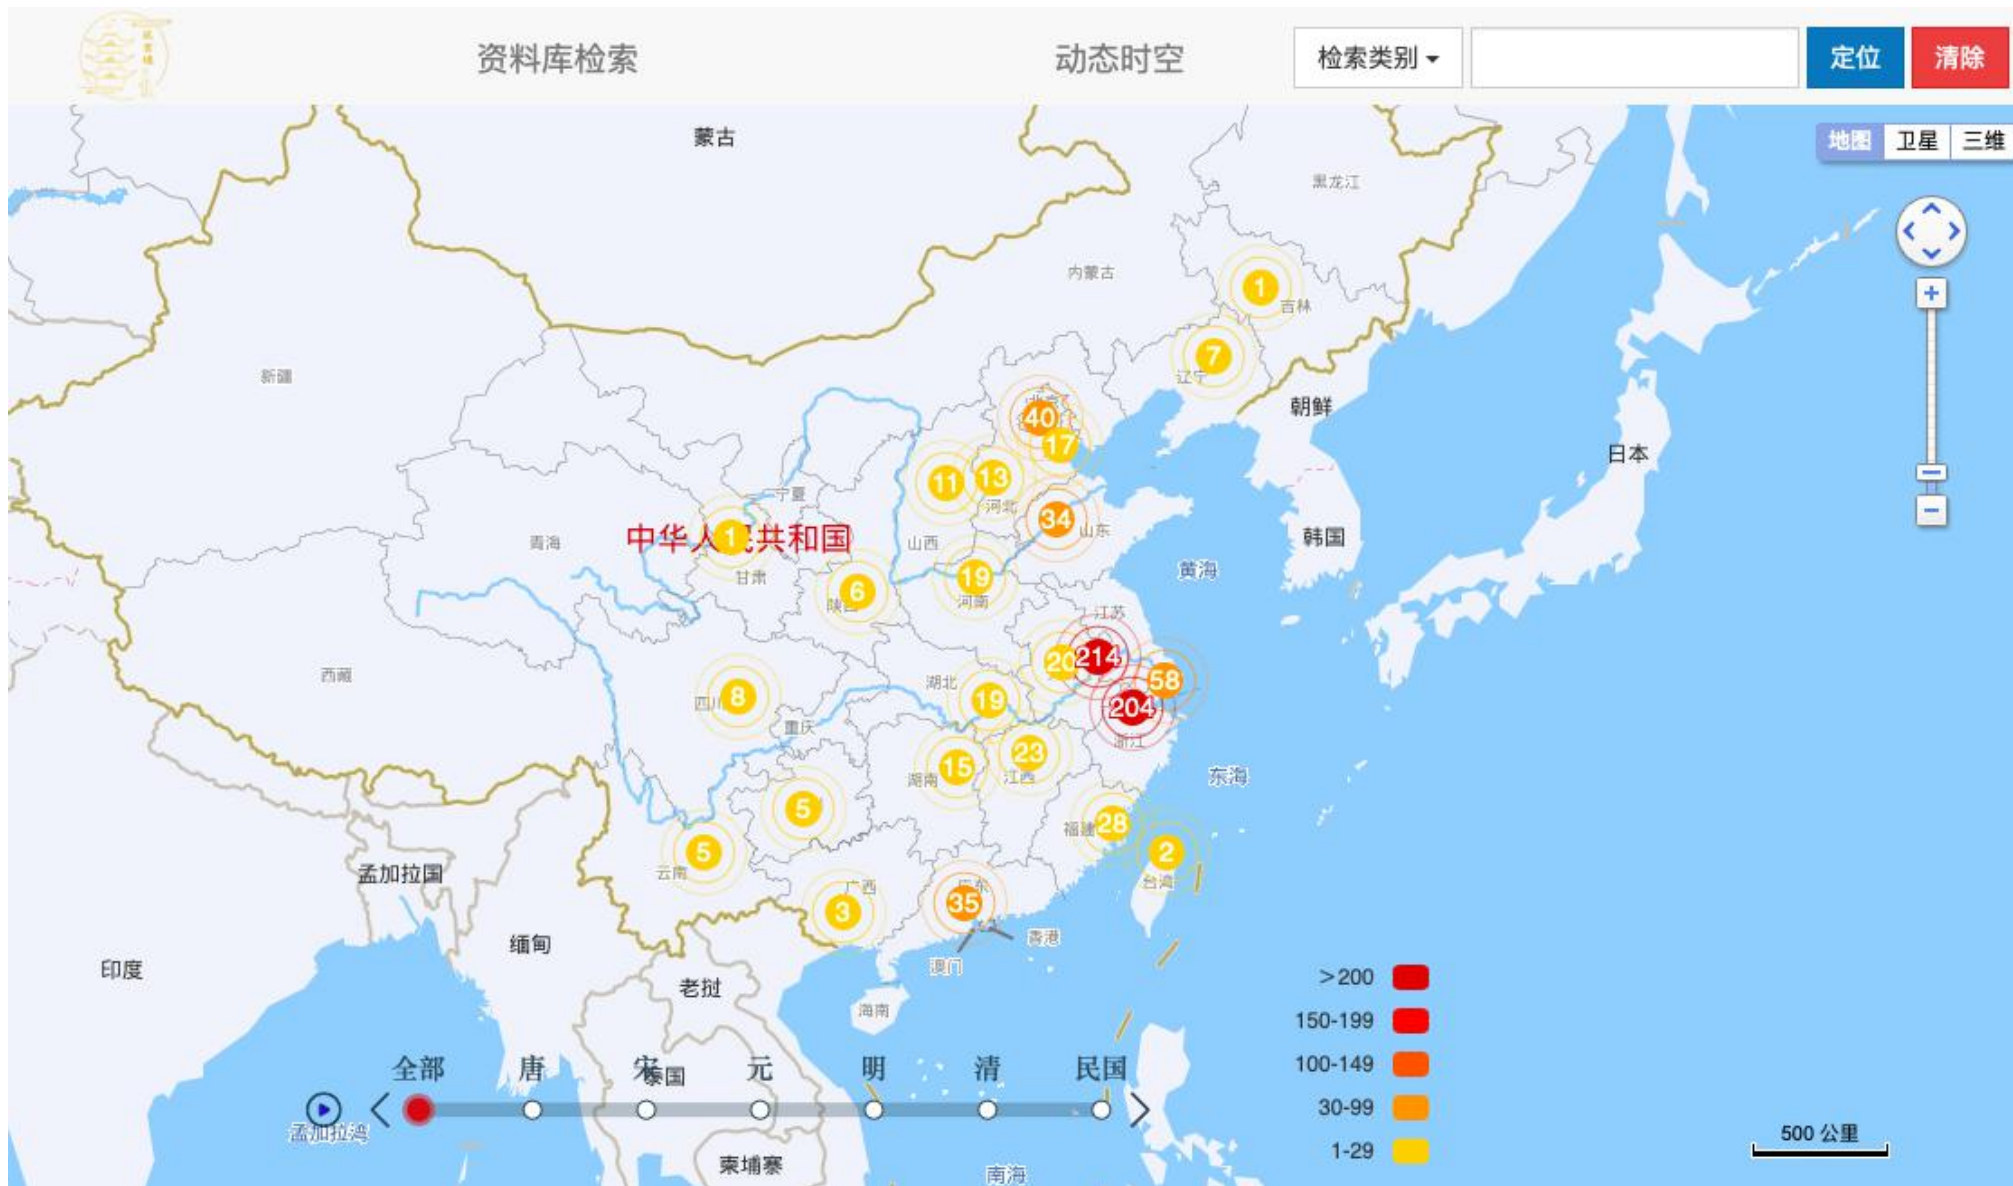 资料库检索
动态时空
检索类别
定位
清除
地图
卫星
三维
蒙古
黑龙江
内蒙古
1
吉林
7
辽宁
新疆
朝鲜
40
17
日本
11
13
河北
宁夏
34
山东
韩国
中华人民共和国
1
青海
山西
甘肃
黄海
19
河南
6
陕西
江苏
20
214
58
西藏
湖北
8
四川
19
204
重庆
浙江
23
15
湖南
江西
东海
5
28
福建
5
2
云南
孟加拉国
台湾
广西
广东
3
35
缅甸
香港
澳门
印度
老挝
海南
>200
150-199
100-149
30-99
1-29
全部
唐
宋
泰国
元
明
清
民国
孟加拉湾
500 公里
柬埔寨
南海